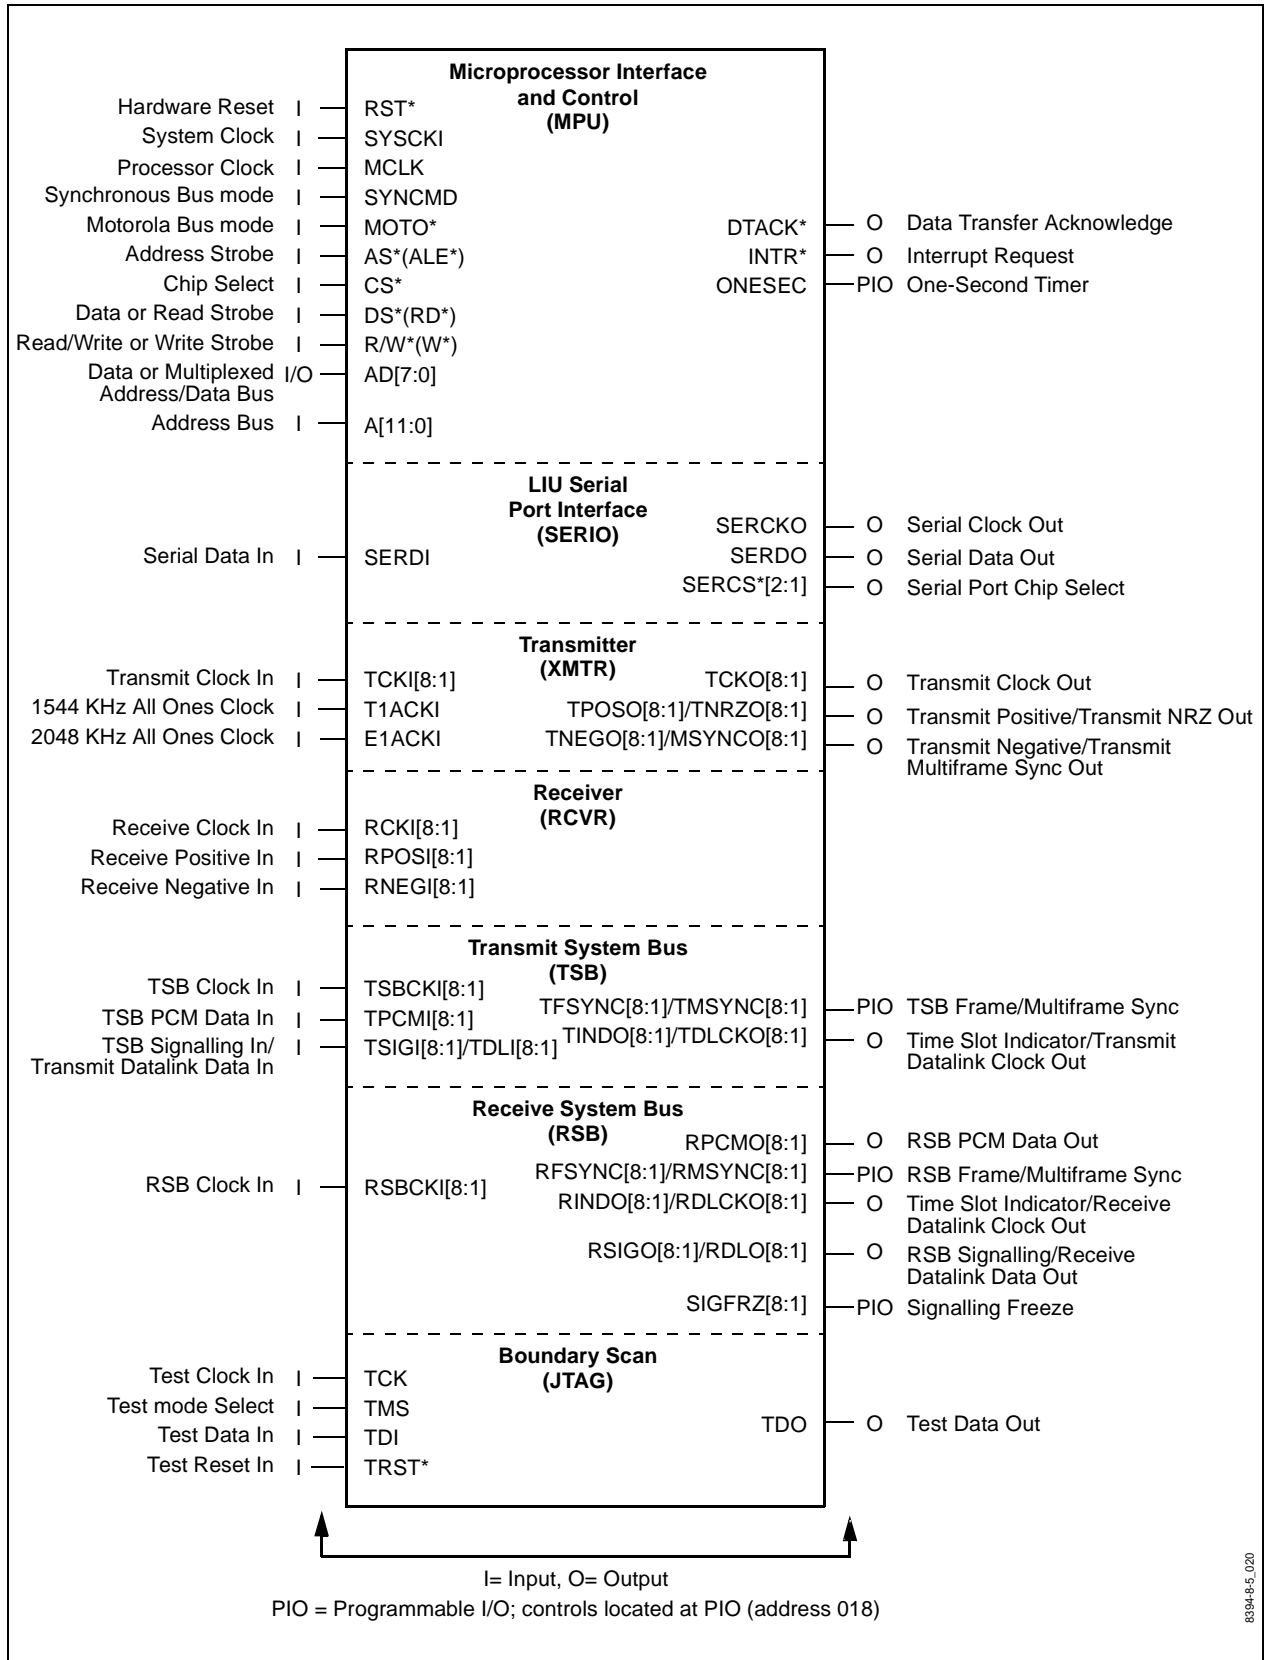 Microprocessor Interface
and Control
(MPU)
Hardware Reset I RST*
System Clock I SYSCKI
Processor Clock I MCLK
Synchronous Bus mode I SYNCMD
Motorola Bus mode I MOTO* DTACK* O Data Transfer Acknowledge
Address Strobe I AS*(ALE*) INTR* O Interrupt Request
Chip Select I CS* ONESEC PIO One-Second Timer
Data or Read Strobe I DS*(RD*)
Read/Write or Write Strobe I R/W*(W*)
Data or Multiplexed I/O AD[7:0]
Address/Data Bus
Address Bus I A[11:0]
LIU Serial
Port Interface
(SERIO)
SERCKO O Serial Clock Out
Serial Data In I SERDI SERDO O Serial Data Out
SERCS*[2:1] O Serial Port Chip Select
Transmitter
(XMTR)
Transmit Clock In I TCKI[8:1] TCKO[8:1] O Transmit Clock Out
1544 KHz All Ones Clock I T1ACKI TPOSO[8:1]/TNRZO[8:1] O Transmit Positive/Transmit NRZ Out
2048 KHz All Ones Clock I E1ACKI TNEGO[8:1]/MSYNCO[8:1] O Transmit Negative/Transmit
Multiframe Sync Out
Receiver
(RCVR)
Receive Clock In I RCKI[8:1]
Receive Positive In I RPOSI[8:1]
Receive Negative In I RNEGI[8:1]
Transmit System Bus
(TSB)
TSB Clock In I TSBCKI[8:1]
TFSYNC[8:1]/TMSYNC[8:1] PIO TSB Frame/Multiframe Sync
TSB PCM Data In I TPCMI[8:1]
TSB Signalling In/ I TSIGI[8:1]/TDLI[8:1] TINDO[8:1]/TDLCKO[8:1] O Time Slot Indicator/Transmit
Transmit Datalink Data In Datalink Clock Out
Receive System Bus
(RSB)
RPCMO[8:1] O RSB PCM Data Out
RFSYNC[8:1]/RMSYNC[8:1] PIO RSB Frame/Multiframe Sync
RSB Clock In I RSBCKI[8:1]
RINDO[8:1]/RDLCKO[8:1] O Time Slot Indicator/Receive
Datalink Clock Out
RSIGO[8:1]/RDLO[8:1] O RSB Signalling/Receive
Datalink Data Out
SIGFRZ[8:1] PIO Signalling Freeze
Boundary Scan
(JTAG)
Test Clock In I TCK
Test mode Select I TMS
TDO O Test Data Out
Test Data In I TDI
Test Reset In I TRST*
I= Input, O= Output
PIO = Programmable I/O; controls located at PIO (address 018)
8394-8-5_020